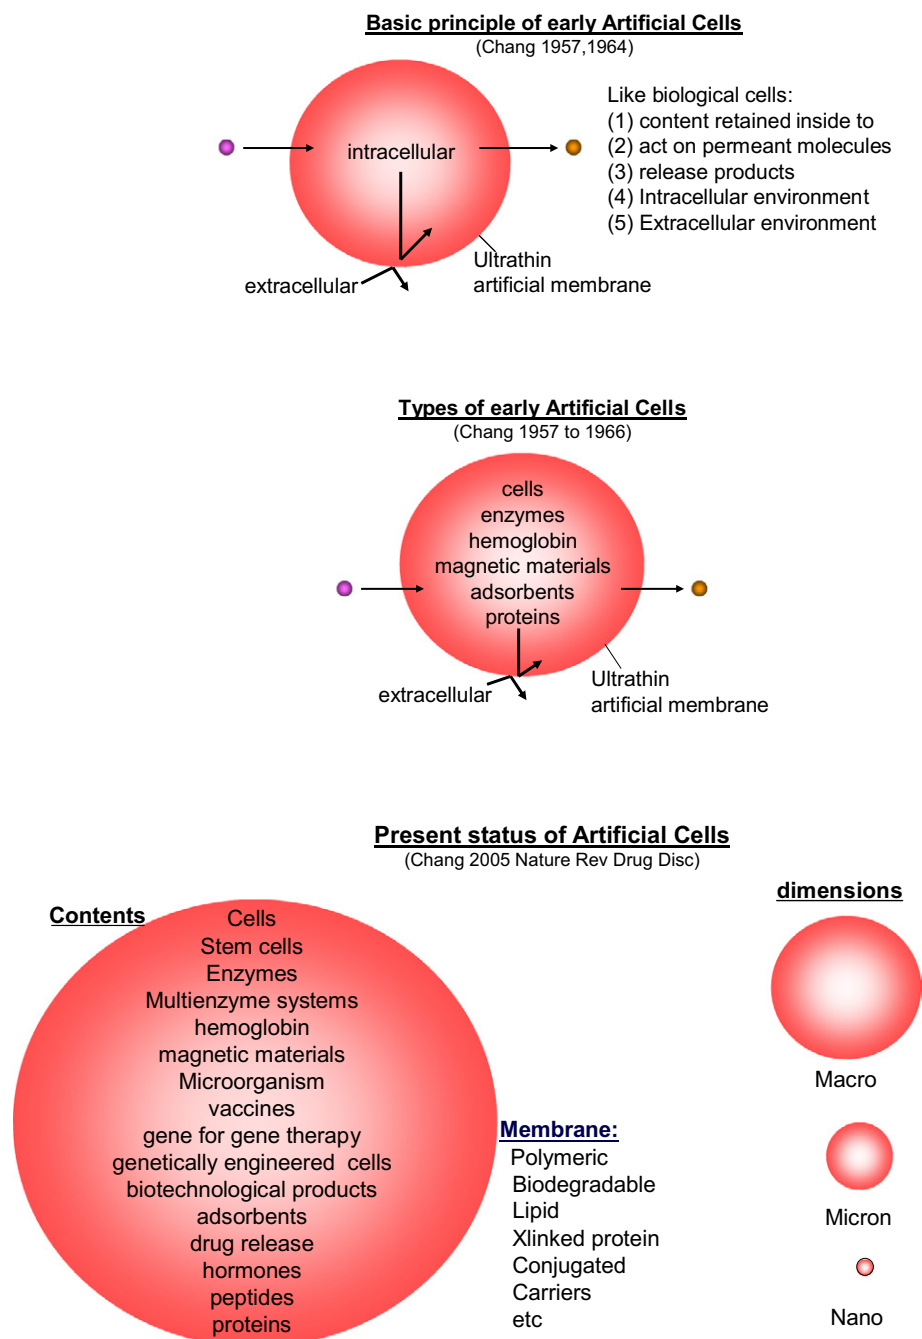 Basic principle of early Artificial Cells
(Chang 1957,1964)
Like biological cells:
(1) content retained inside to
(2) act on permeant molecules
(3) release products
(4) Intracellular environment
(5) Extracellular environment
intracellular
Ultrathin
artificial membrane
extracellular
Types of early Artificial Cells
(Chang 1957 to 1966)
cells
enzymes
hemoglobin
magnetic materials
adsorbents
proteins
extracellular
Ultrathin
artificial membrane
Present status of Artificial Cells
(Chang 2005 Nature Rev Drug Disc)
Contents
Cells
Stem cells
Enzymes
Multienzyme systems
hemoglobin
magnetic materials
Microorganism
vaccines
gene for gene therapy
genetically engineered cells
biotechnological products
adsorbents
drug release
hormones
peptides
proteins
Membrane:
Polymeric
Biodegradable
Lipid
Xlinked protein
Conjugated
Carriers
etc
dimensions
Macro
Micron
Nano